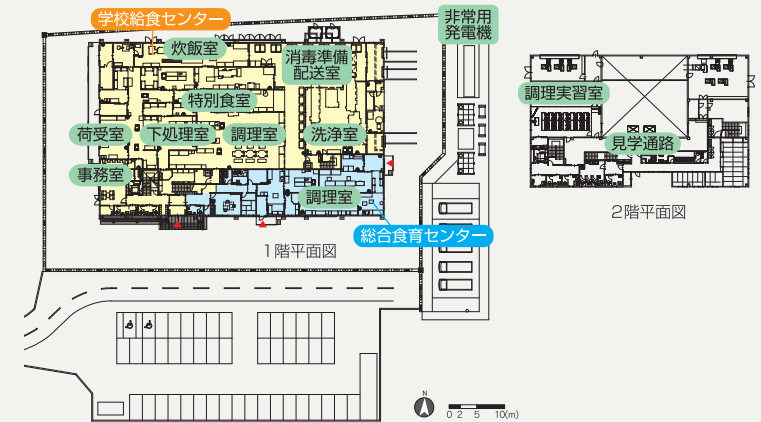 学校給食センター
炊飯室
消毒準備
配送室
非常用
発電機
特別食室
荷受室
下処理室
調理室
洗浄室
事務室
調理室
総合食育センター
1階平面図
調理実習室
見学通路
2階平面図
N
0 2 5 10(m)